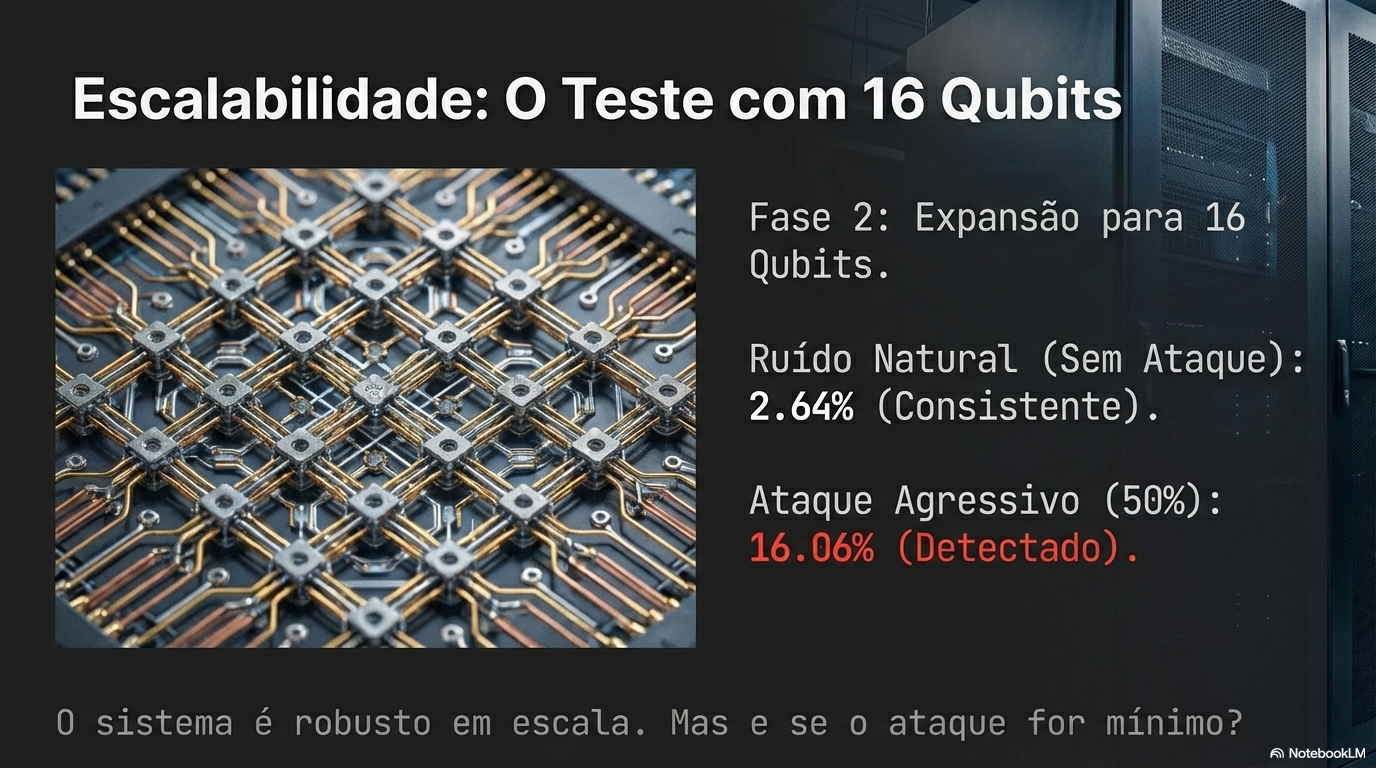 Escalabilidade: O Teste com 16 Qubits
Fase 2: Expansão para 16
Qubits.
Ruído Natural (Sem Ataque):
2.64% (Consistente).
Ataque Agressivo (50%):
16.06% (Detectado).
O sistema é robusto em escala. Mas e se o ataque for mínimo?
NotebookLM